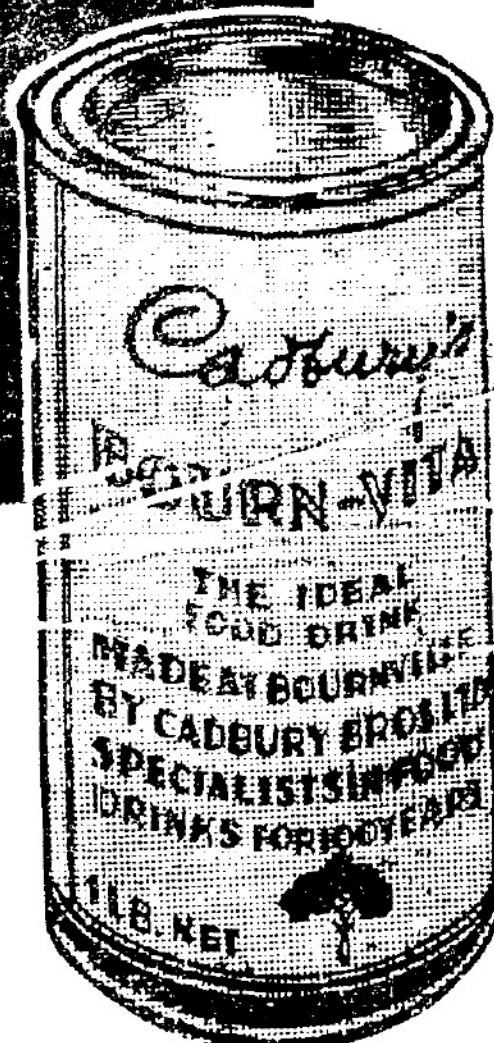 Cadbury's
BOURN-VITA
THE IDEAL
FOOD DRINK
MADE AT BOURNVILLE
BY CADBURY BROS. LTD
SPECIALISTS IN FOOD
DRINKS FOR 100 YEARS
1 LB. NET